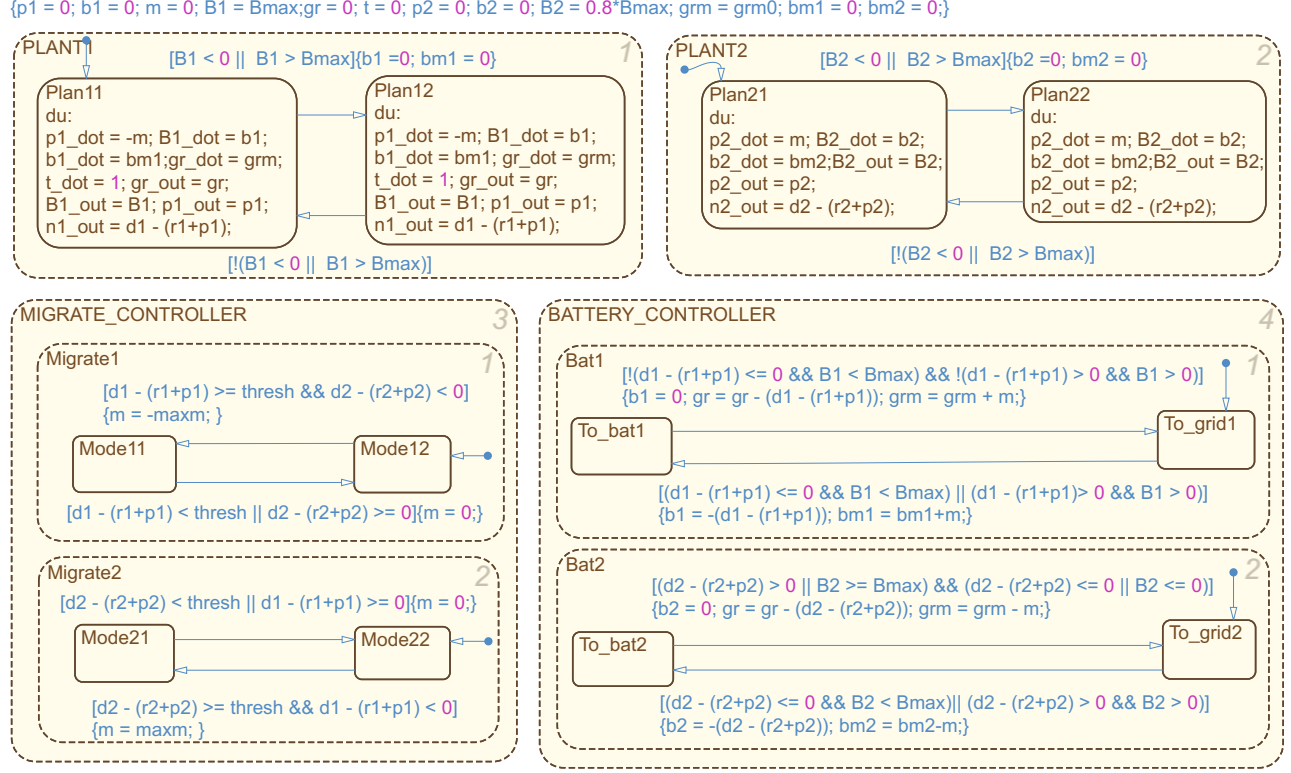 {p1 = 0; b1 = 0; m = 0; B1 = Bmax;gr = 0; t = 0; p2 = 0; b2 = 0; B2 = 0.8*Bmax; grm = grm0; bm1 = 0; bm2 = 0;}
PLANT1
1
[B1 < 0 || B1 > Bmax]{b1 =0; bm1 = 0}
Plan11
du:
p1_dot = -m; B1_dot = b1;
b1_dot = bm1;gr_dot = grm;
t_dot = 1; gr_out = gr;
B1_out = B1; p1_out = p1;
n1_out = d1 - (r1+p1);
Plan12
du:
p1_dot = -m; B1_dot = b1;
b1_dot = bm1; gr_dot = grm;
t_dot = 1; gr_out = gr;
B1_out = B1; p1_out = p1;
n1_out = d1 - (r1+p1);
[!(B1 < 0 || B1 > Bmax)]
PLANT2
2
[B2 < 0 || B2 > Bmax]{b2 =0; bm2 = 0}
Plan21
du:
p2_dot = m; B2_dot = b2;
b2_dot = bm2;B2_out = B2;
p2_out = p2;
n2_out = d2 - (r2+p2);
Plan22
du:
p2_dot = m; B2_dot = b2;
b2_dot = bm2;B2_out = B2;
p2_out = p2;
n2_out = d2 - (r2+p2);
[!(B2 < 0 || B2 > Bmax)]
MIGRATE_CONTROLLER
3
Migrate1
1
[d1 - (r1+p1) >= thresh && d2 - (r2+p2) < 0]
{m = -maxm; }
Mode11
Mode12
[d1 - (r1+p1) < thresh || d2 - (r2+p2) >= 0]{m = 0;}
Migrate2
2
[d2 - (r2+p2) < thresh || d1 - (r1+p1) >= 0]{m = 0;}
Mode21
Mode22
[d2 - (r2+p2) >= thresh && d1 - (r1+p1) < 0]
{m = maxm; }
BATTERY_CONTROLLER
4
Bat1
1
[!(d1 - (r1+p1) <= 0 && B1 < Bmax) && !(d1 - (r1+p1) > 0 && B1 > 0)]
{b1 = 0; gr = gr - (d1 - (r1+p1)); grm = grm + m;}
To_bat1
To_grid1
[(d1 - (r1+p1) <= 0 && B1 < Bmax) || (d1 - (r1+p1)> 0 && B1 > 0)]
{b1 = -(d1 - (r1+p1)); bm1 = bm1+m;}
Bat2
2
[(d2 - (r2+p2) > 0 || B2 >= Bmax) && (d2 - (r2+p2) <= 0 || B2 <= 0)]
{b2 = 0; gr = gr - (d2 - (r2+p2)); grm = grm - m;}
To_bat2
To_grid2
[(d2 - (r2+p2) <= 0 && B2 < Bmax)|| (d2 - (r2+p2) > 0 && B2 > 0)]
{b2 = -(d2 - (r2+p2)); bm2 = bm2-m;}